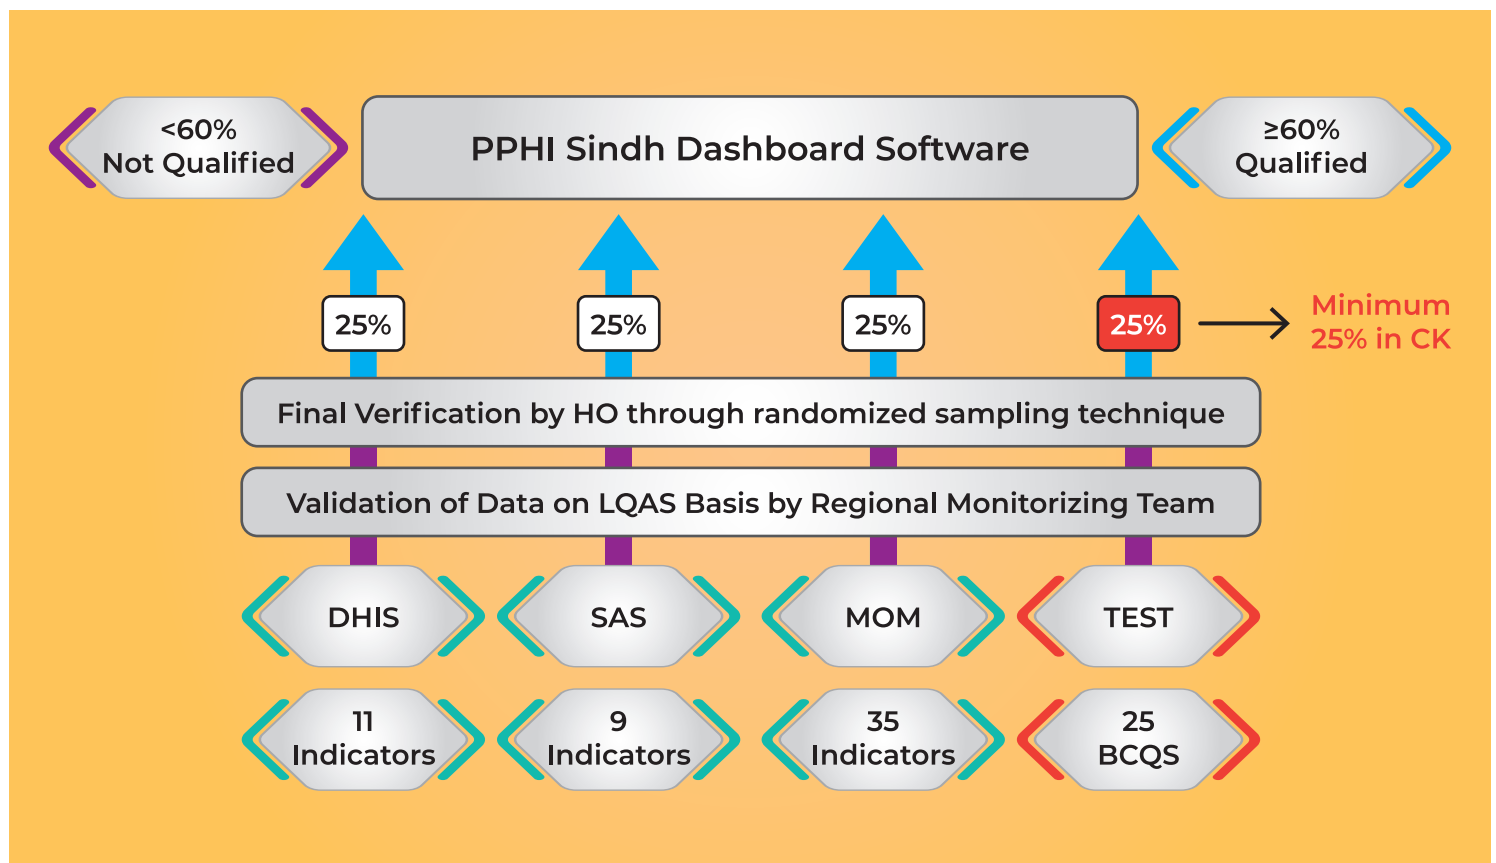 <60%
Not Qualified
PPHI Sindh Dashboard Software
≥60%
Qualified
25%
25%
25%
25%
Minimum
25% in CK
Final Verification by HO through randomized sampling technique
Validation of Data on LQAS Basis by Regional Monitorizing Team
DHIS
SAS
MOM
TEST
11
Indicators
9
Indicators
35
Indicators
25
BCQS